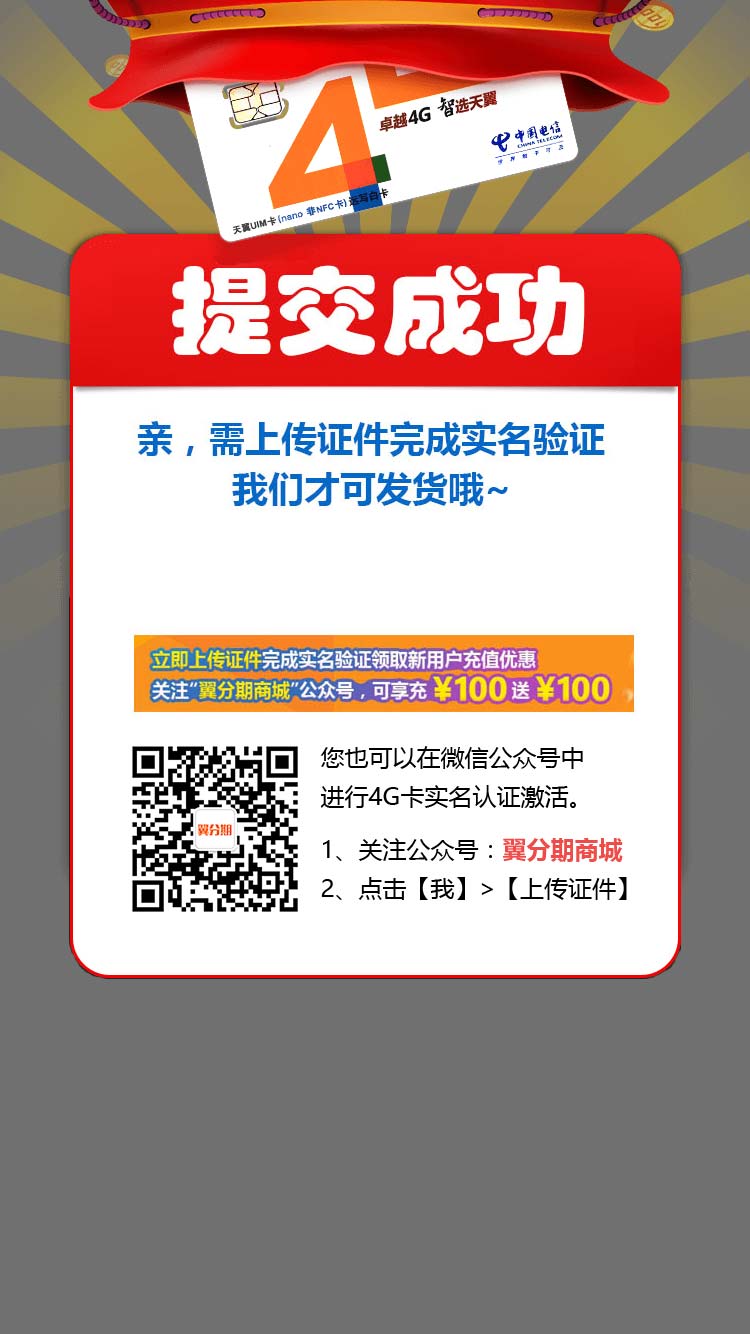 卓越4G 智选天翼
中国电信
CHINA TELECOM
世界触手可及
天翼UIM卡(nano 非NFC卡)远写白卡
提交成功
亲，需上传证件完成实名验证
我们才可发货哦~
立即上传证件完成实名验证领取新用户充值优惠
关注“翼分期商城”公众号，可享充 ¥100 送 ¥100
翼分期
您也可以在微信公众号中
进行4G卡实名认证激活。
1、关注公众号：翼分期商城
2、点击【我】>【上传证件】